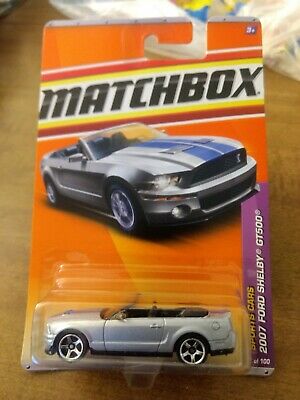 3+
MATCHBOX
SPORTS CARS
2007 FORD SHELBY® GT500®
of 100